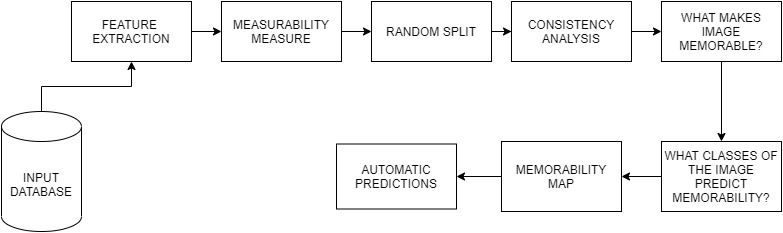 FEATURE
EXTRACTION
MEASURABILITY
MEASURE
RANDOM SPLIT
CONSISTENCY
ANALYSIS
WHAT MAKES
IMAGE
MEMORABLE?
INPUT
DATABASE
AUTOMATIC
PREDICTIONS
MEMORABILITY
MAP
WHAT CLASSES OF
THE IMAGE
PREDICT
MEMORABILITY?